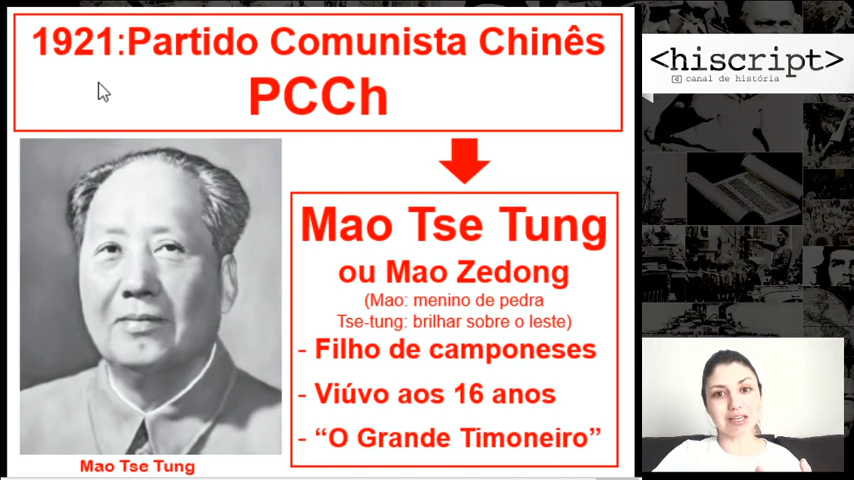 1921:Partido Comunista Chinês
PCCh
Mao Tse Tung
ou Mao Zedong
(Mao: menino de pedra
Tse-tung: brilhar sobre o leste)
- Filho de camponeses
- Viúvo aos 16 anos
- “O Grande Timoneiro”
Mao Tse Tung
<hiscript>
canal de história